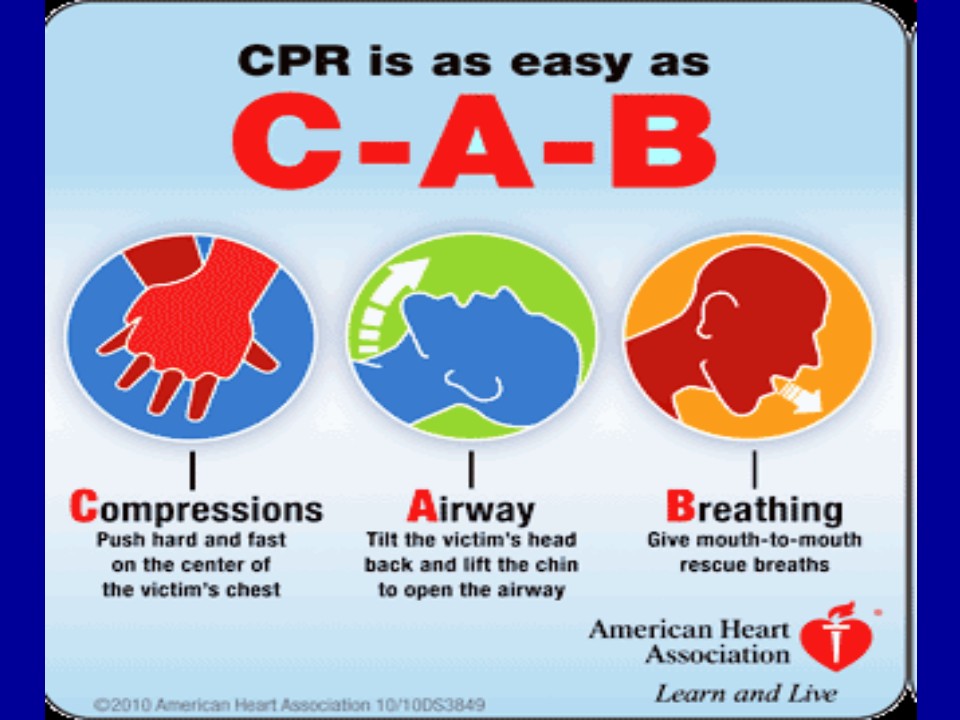 CPR is as easy as
C-A-B
Compressions
Push hard and fast
on the center of
the victim's chest
Airway
Tilt the victim's head
back and lift the chin
to open the airway
Breathing
Give mouth-to-mouth
rescue breaths
American Heart
Association
Learn and Live
©2010 American Heart Association 10/10DS3849